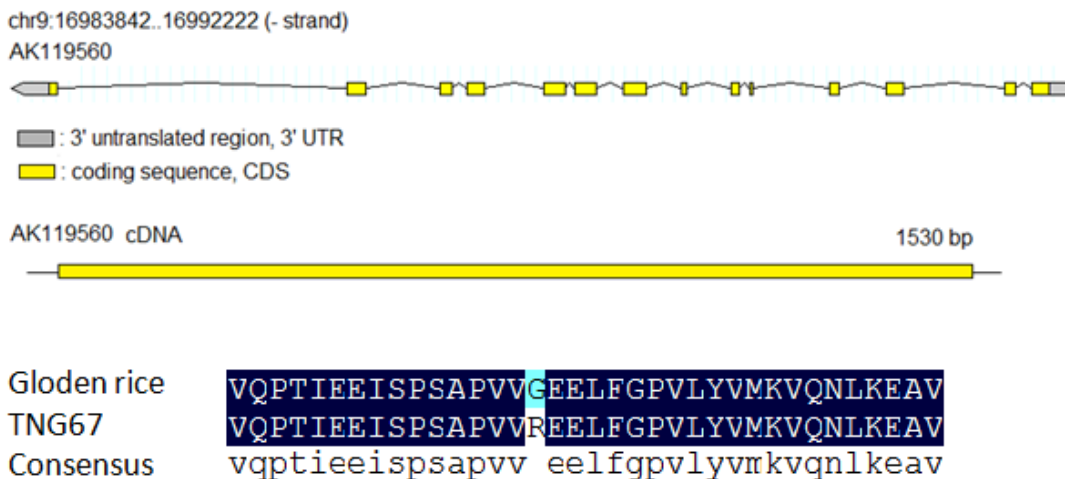 chr9:16983842..16992222 (- strand)
AK119560
: 3' untranslated region, 3' UTR
: coding sequence, CDS
AK119560 cDNA 1530 bp
Gloden rice VQPTIEEISPSAPVVGEELFGPVLYVMKVQNLKEAV
TNG67 VQPTIEEISPSAPVVREELFGPVLYVMKVQNLKEAV
Consensus vqptieeispsapvv eelfgpvlyvmkvqnlkeav